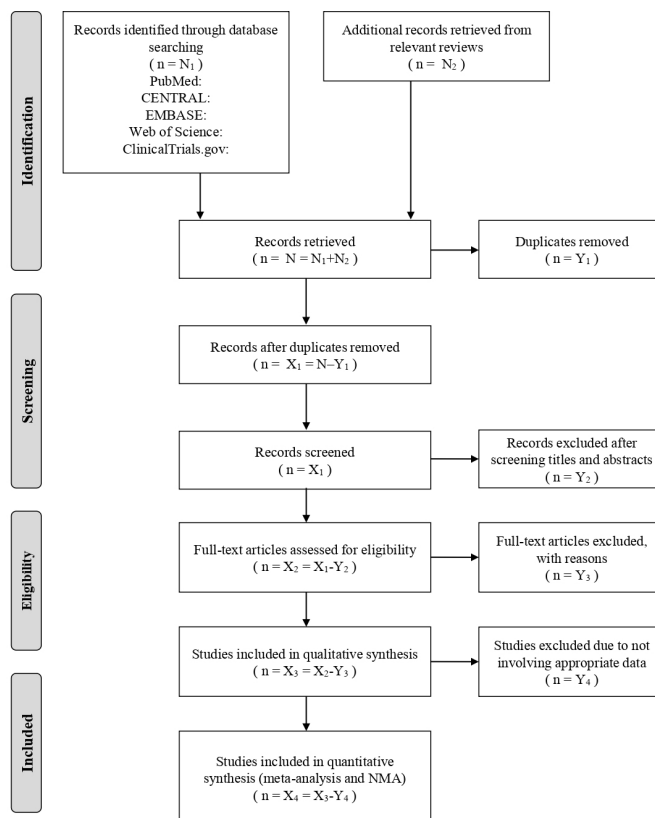 Identification
Records identified through database
searching
( n = N₁ )
PubMed:
CENTRAL:
EMBASE:
Web of Science:
ClinicalTrials.gov:
Additional records retrieved from
relevant reviews
( n =  N₂ )
Records retrieved
( n =  N = N₁+N₂ )
Duplicates removed
( n = Y₁ )
Screening
Records after duplicates removed
( n =  X₁ = N–Y₁ )
Records screened
( n = X₁ )
Records excluded after
screening titles and abstracts
( n = Y₂ )
Eligibility
Full-text articles assessed for eligibility
( n = X₂ = X₁-Y₂ )
Full-text articles excluded,
with reasons
( n = Y₃ )
Studies included in qualitative synthesis
( n = X₃ = X₂-Y₃ )
Studies excluded due to not
involving appropriate data
( n = Y₄ )
Included
Studies included in quantitative
synthesis (meta-analysis and NMA)
( n = X₄ = X₃-Y₄ )